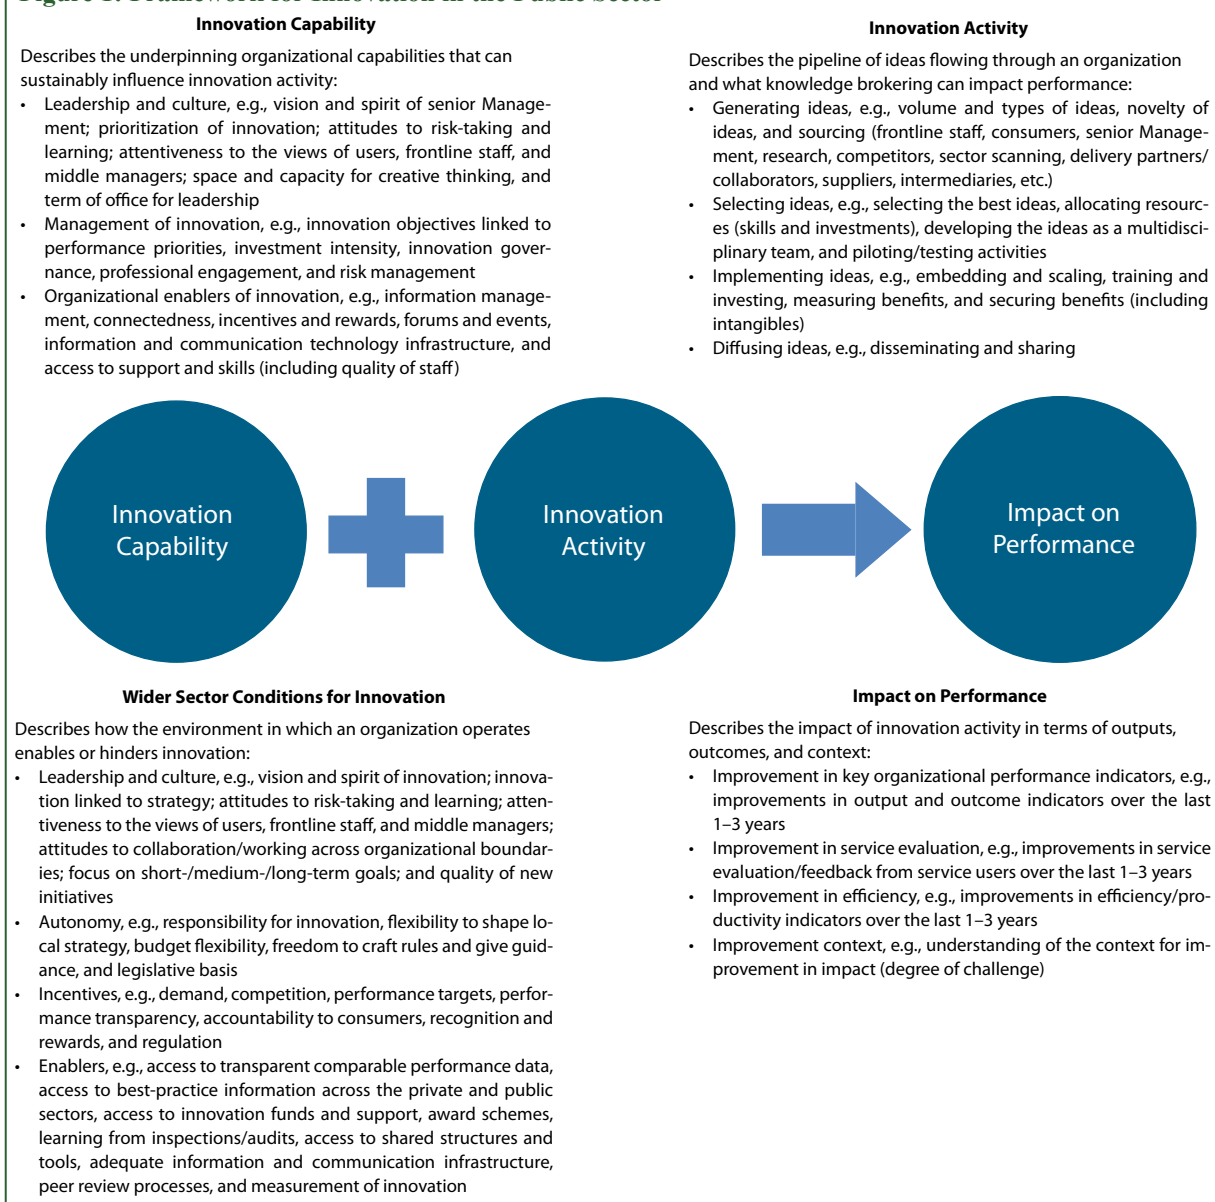 Figure 1: Framework for Innovation in the Public Sector
Innovation Capability
Describes the underpinning organizational capabilities that can
sustainably influence innovation activity:
• Leadership and culture, e.g., vision and spirit of senior Manage-
ment; prioritization of innovation; attitudes to risk-taking and
learning; attentiveness to the views of users, frontline staff, and
middle managers; space and capacity for creative thinking, and
term of office for leadership
• Management of innovation, e.g., innovation objectives linked to
performance priorities, investment intensity, innovation gover-
nance, professional engagement, and risk management
• Organizational enablers of innovation, e.g., information manage-
ment, connectedness, incentives and rewards, forums and events,
information and communication technology infrastructure, and
access to support and skills (including quality of staff)
Innovation Activity
Describes the pipeline of ideas flowing through an organization
and what knowledge brokering can impact performance:
• Generating ideas, e.g., volume and types of ideas, novelty of
ideas, and sourcing (frontline staff, consumers, senior Manage-
ment, research, competitors, sector scanning, delivery partners/
collaborators, suppliers, intermediaries, etc.)
• Selecting ideas, e.g., selecting the best ideas, allocating resourc-
es (skills and investments), developing the ideas as a multidisci-
plinary team, and piloting/testing activities
• Implementing ideas, e.g., embedding and scaling, training and
investing, measuring benefits, and securing benefits (including
intangibles)
• Diffusing ideas, e.g., disseminating and sharing
Innovation
Capability
Innovation
Activity
Impact on
Performance
Wider Sector Conditions for Innovation
Describes how the environment in which an organization operates
enables or hinders innovation:
• Leadership and culture, e.g., vision and spirit of innovation; innova-
tion linked to strategy; attitudes to risk-taking and learning; atten-
tiveness to the views of users, frontline staff, and middle managers;
attitudes to collaboration/working across organizational boundar-
ies; focus on short-/medium-/long-term goals; and quality of new
initiatives
• Autonomy, e.g., responsibility for innovation, flexibility to shape lo-
cal strategy, budget flexibility, freedom to craft rules and give guid-
ance, and legislative basis
• Incentives, e.g., demand, competition, performance targets, perfor-
mance transparency, accountability to consumers, recognition and
rewards, and regulation
• Enablers, e.g., access to transparent comparable performance data,
access to best-practice information across the private and public
sectors, access to innovation funds and support, award schemes,
learning from inspections/audits, access to shared structures and
tools, adequate information and communication infrastructure,
peer review processes, and measurement of innovation
Impact on Performance
Describes the impact of innovation activity in terms of outputs,
outcomes, and context:
• Improvement in key organizational performance indicators, e.g.,
improvements in output and outcome indicators over the last
1–3 years
• Improvement in service evaluation, e.g., improvements in service
evaluation/feedback from service users over the last 1–3 years
• Improvement in efficiency, e.g., improvements in efficiency/pro-
ductivity indicators over the last 1–3 years
• Improvement context, e.g., understanding of the context for im-
provement in impact (degree of challenge)